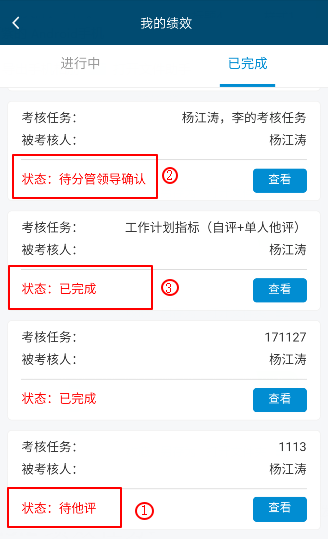 我的绩效
进行中 已完成
考核任务： 杨江涛，李的考核任务
被考核人： 杨江涛
状态：待分管领导确认 ② 查看
考核任务： 工作计划指标（自评+单人他评）
被考核人： 杨江涛
状态：已完成 ③ 查看
考核任务： 171127
被考核人： 杨江涛
状态：已完成 查看
考核任务： 1113
被考核人： 杨江涛
状态：待他评 ① 查看